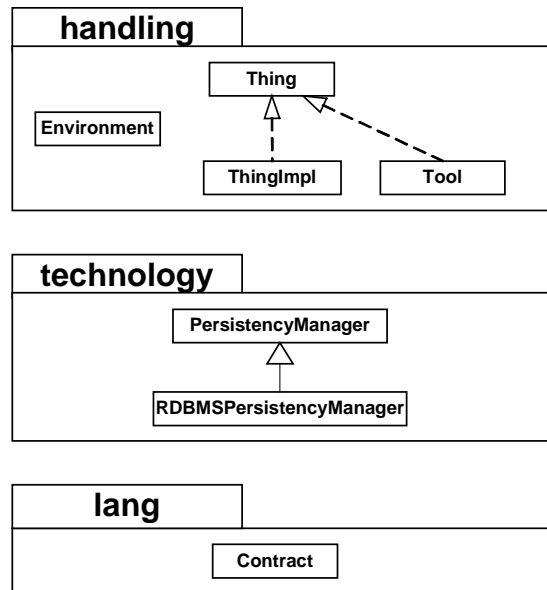 handling
Thing
Environment
ThingImpl
Tool
technology
PersistencyManager
RDBMSPersistencyManager
lang
Contract